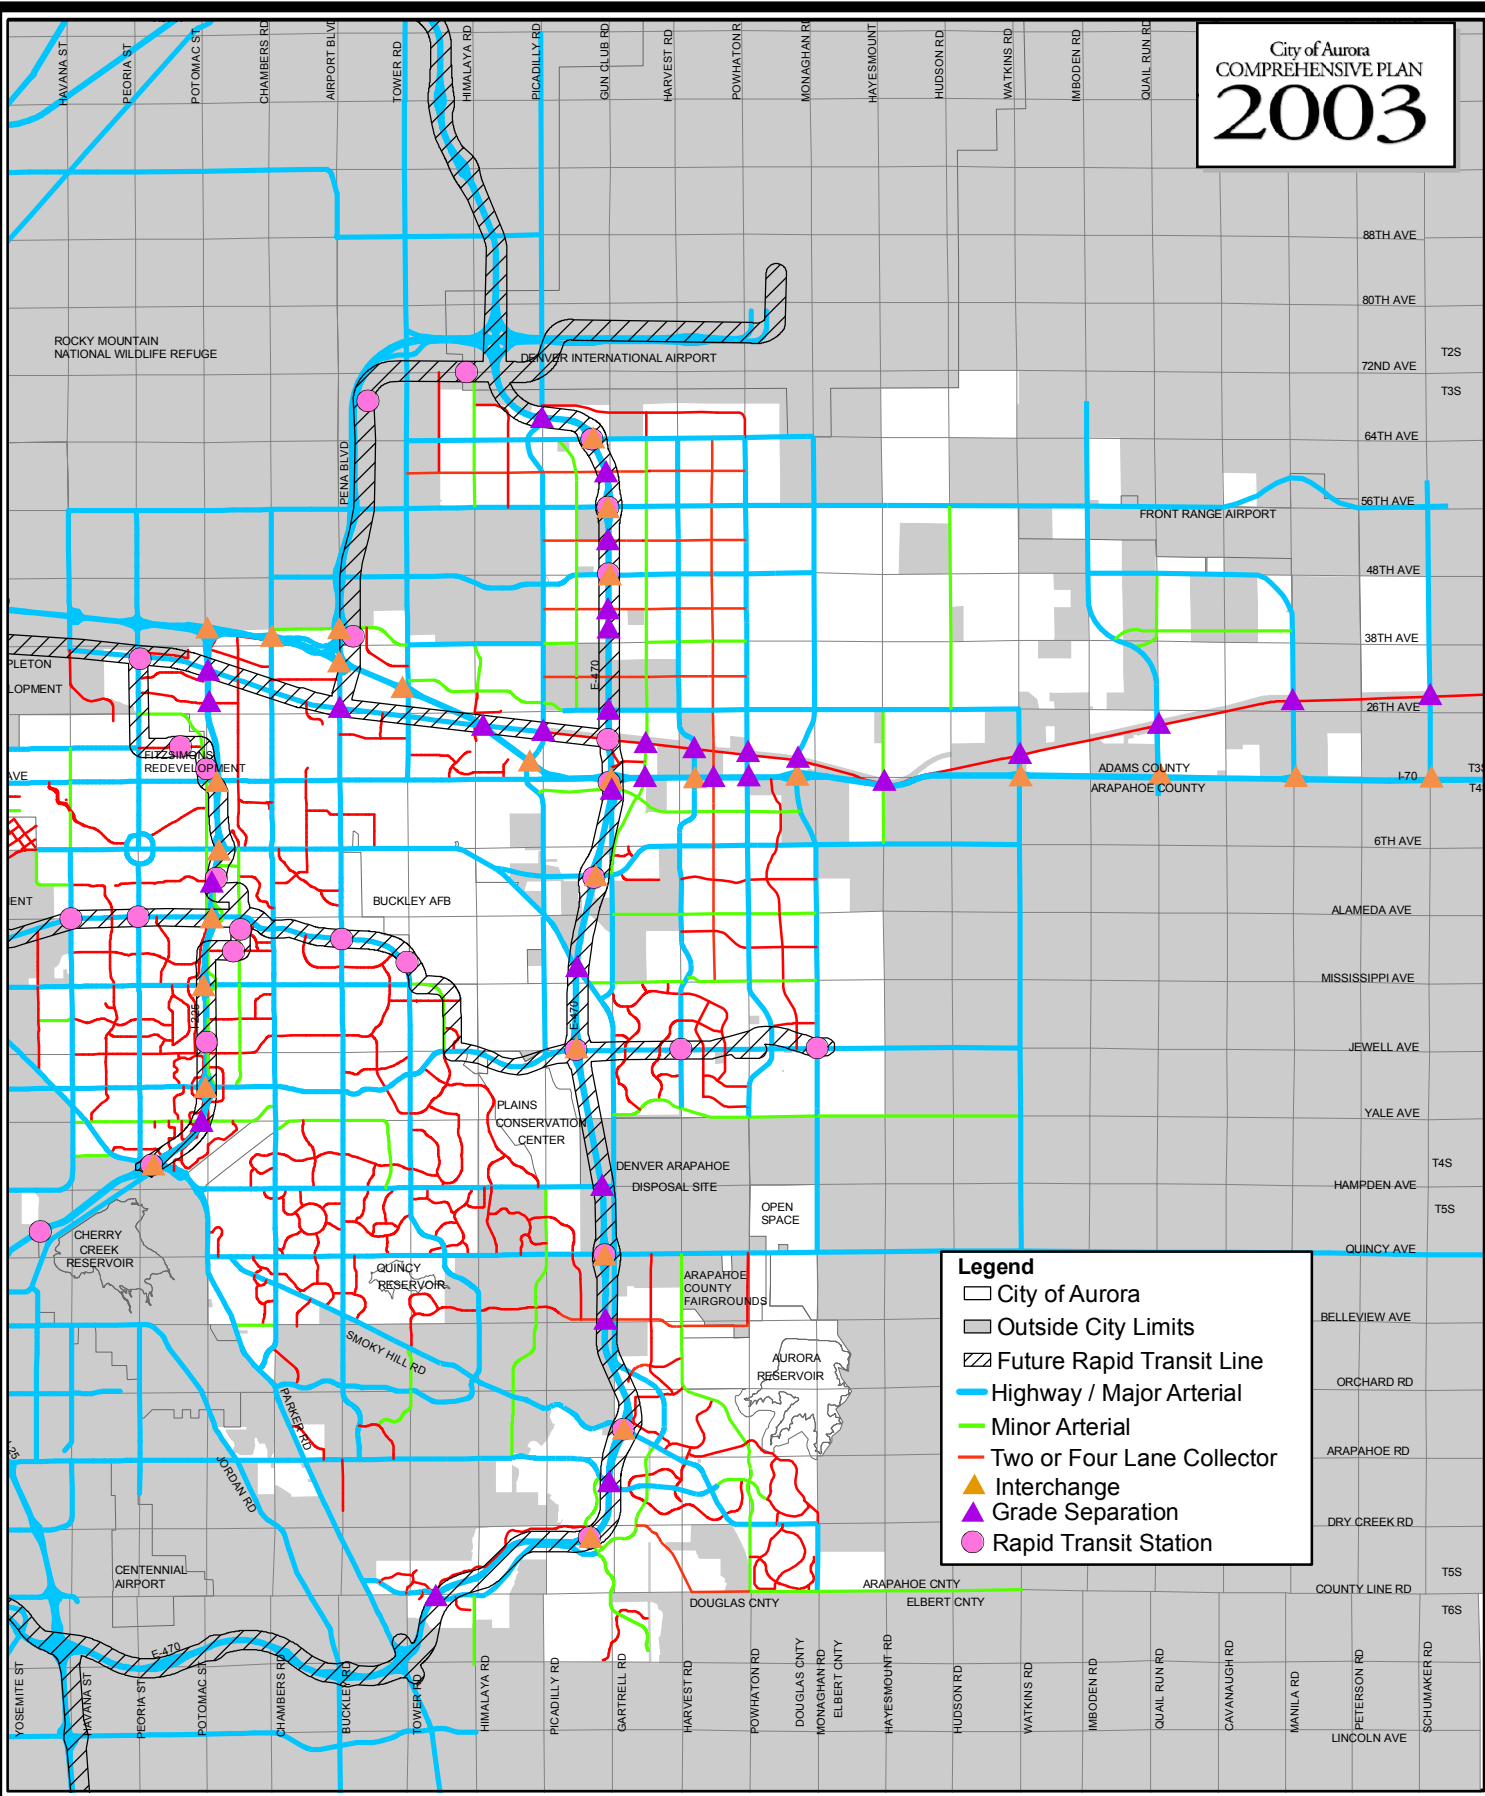 HAVANA ST
PEORIA ST
POTOMAC ST
CHAMBERS RD
AIRPORT BLVD
TOWER RD
HIMALAYA RD
PICADILLY RD
GUN CLUB RD
HARVEST RD
POWHATON R
MONAGHAN RD
HAYESMOUNT
HUDSON RD
WATKINS RD
IMBODEN RD
QUAIL RUN RD
City of Aurora
COMPREHENSIVE PLAN
2003
88TH AVE
80TH AVE
ROCKY MOUNTAIN
NATIONAL WILDLIFE REFUGE
DENVER INTERNATIONAL AIRPORT
T2S
72ND AVE
T3S
64TH AVE
PENA BLVD
56TH AVE
FRONT RANGE AIRPORT
48TH AVE
38TH AVE
PLETON
LOPMENT
E-470
26TH AVE
FITZSIMONS
REDEVELOPMENT
AVE
ADAMS COUNTY
I-70
T3S
ARAPAHOE COUNTY
T4
6TH AVE
MENT
BUCKLEY AFB
ALAMEDA AVE
MISSISSIPPI AVE
I-225
E-470
JEWELL AVE
PLAINS
CONSERVATION
CENTER
YALE AVE
DENVER ARAPAHOE
DISPOSAL SITE
T4S
HAMPDEN AVE
OPEN
SPACE
T5S
CHERRY
CREEK
RESERVOIR
QUINCY AVE
QUINCY
RESERVOIR
ARAPAHOE
COUNTY
FAIRGROUNDS
Legend
City of Aurora
Outside City Limits
Future Rapid Transit Line
Highway / Major Arterial
Minor Arterial
Two or Four Lane Collector
Interchange
Grade Separation
Rapid Transit Station
BELLEVIEW AVE
SMOKY HILL RD
AURORA
RESERVOIR
ORCHARD RD
PARKER RD
I-25
ARAPAHOE RD
JORDAN RD
DRY CREEK RD
CENTENNIAL
AIRPORT
T5S
ARAPAHOE CNTY
COUNTY LINE RD
DOUGLAS CNTY
ELBERT CNTY
T6S
E-470
YOSEMITE ST
HAVANA ST
PEORIA ST
POTOMAC ST
CHAMBERS RD
BUCKLEY RD
TOWER RD
HIMALAYA RD
PICADILLY RD
GARTRELL RD
HARVEST RD
POWHATON RD
DOUGLAS CNTY
MONAGHAN RD
ELBERT CNTY
HAYESMOUNT RD
HUDSON RD
WATKINS RD
IMBODEN RD
QUAIL RUN RD
CAVANAUGH RD
MANILA RD
PETERSON RD
SCHUMAKER RD
LINCOLN AVE